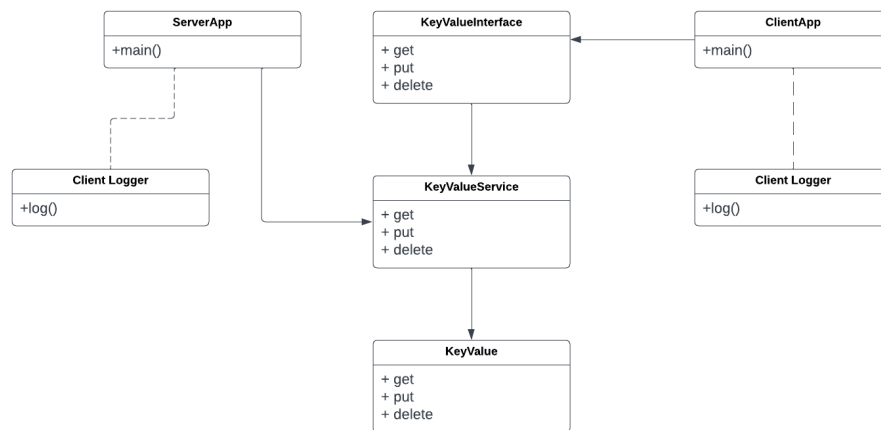 ServerApp
+main()
KeyValueInterface
+ get
+ put
+ delete
ClientApp
+main()
Client Logger
+log()
KeyValueService
+ get
+ put
+ delete
Client Logger
+log()
KeyValue
+ get
+ put
+ delete